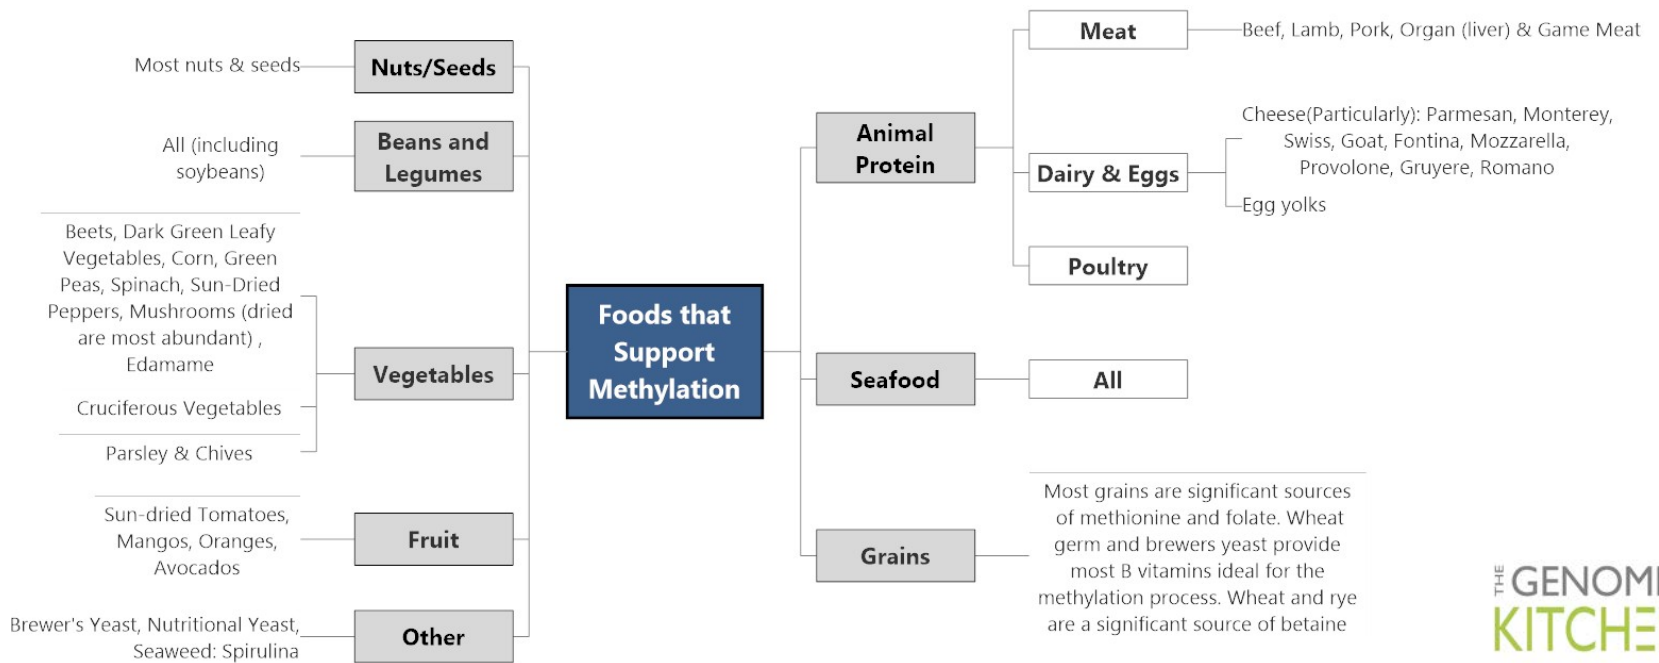 Most nuts & seeds
Nuts/Seeds
All (including
soybeans)
Beans and
Legumes
Beets, Dark Green Leafy
Vegetables, Corn, Green
Peas, Spinach, Sun-Dried
Peppers, Mushrooms (dried
are most abundant) ,
Edamame
Cruciferous Vegetables
Parsley & Chives
Vegetables
Sun-dried Tomatoes,
Mangos, Oranges,
Avocados
Fruit
Brewer's Yeast, Nutritional Yeast,
Seaweed: Spirulina
Other
Foods that
Support
Methylation
Animal
Protein
Meat
Beef, Lamb, Pork, Organ (liver) & Game Meat
Dairy & Eggs
Cheese(Particularly): Parmesan, Monterey,
Swiss, Goat, Fontina, Mozzarella,
Provolone, Gruyere, Romano
Egg yolks
Poultry
Seafood
All
Grains
Most grains are significant sources
of methionine and folate. Wheat
germ and brewers yeast provide
most B vitamins ideal for the
methylation process. Wheat and rye
are a significant source of betaine
THE GENOMI
KITCHE